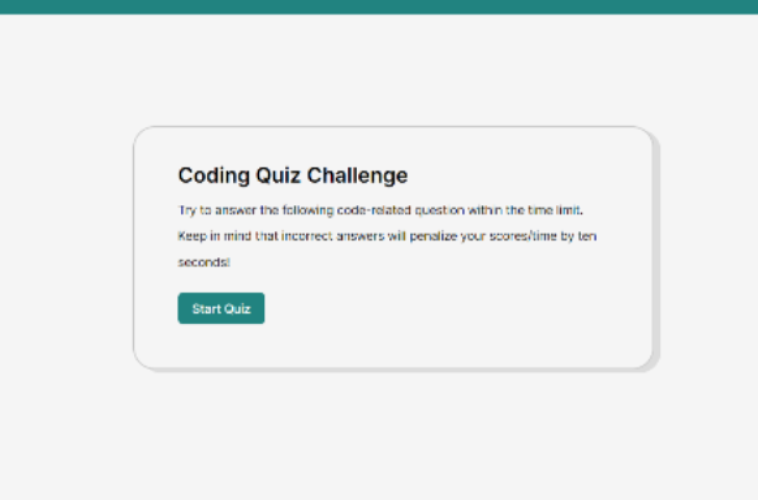 Coding Quiz Challenge
Try to answer the following code-related question within the time limit.
Keep in mind that incorrect answers will penalize your scores/time by ten
seconds!
Start Quiz